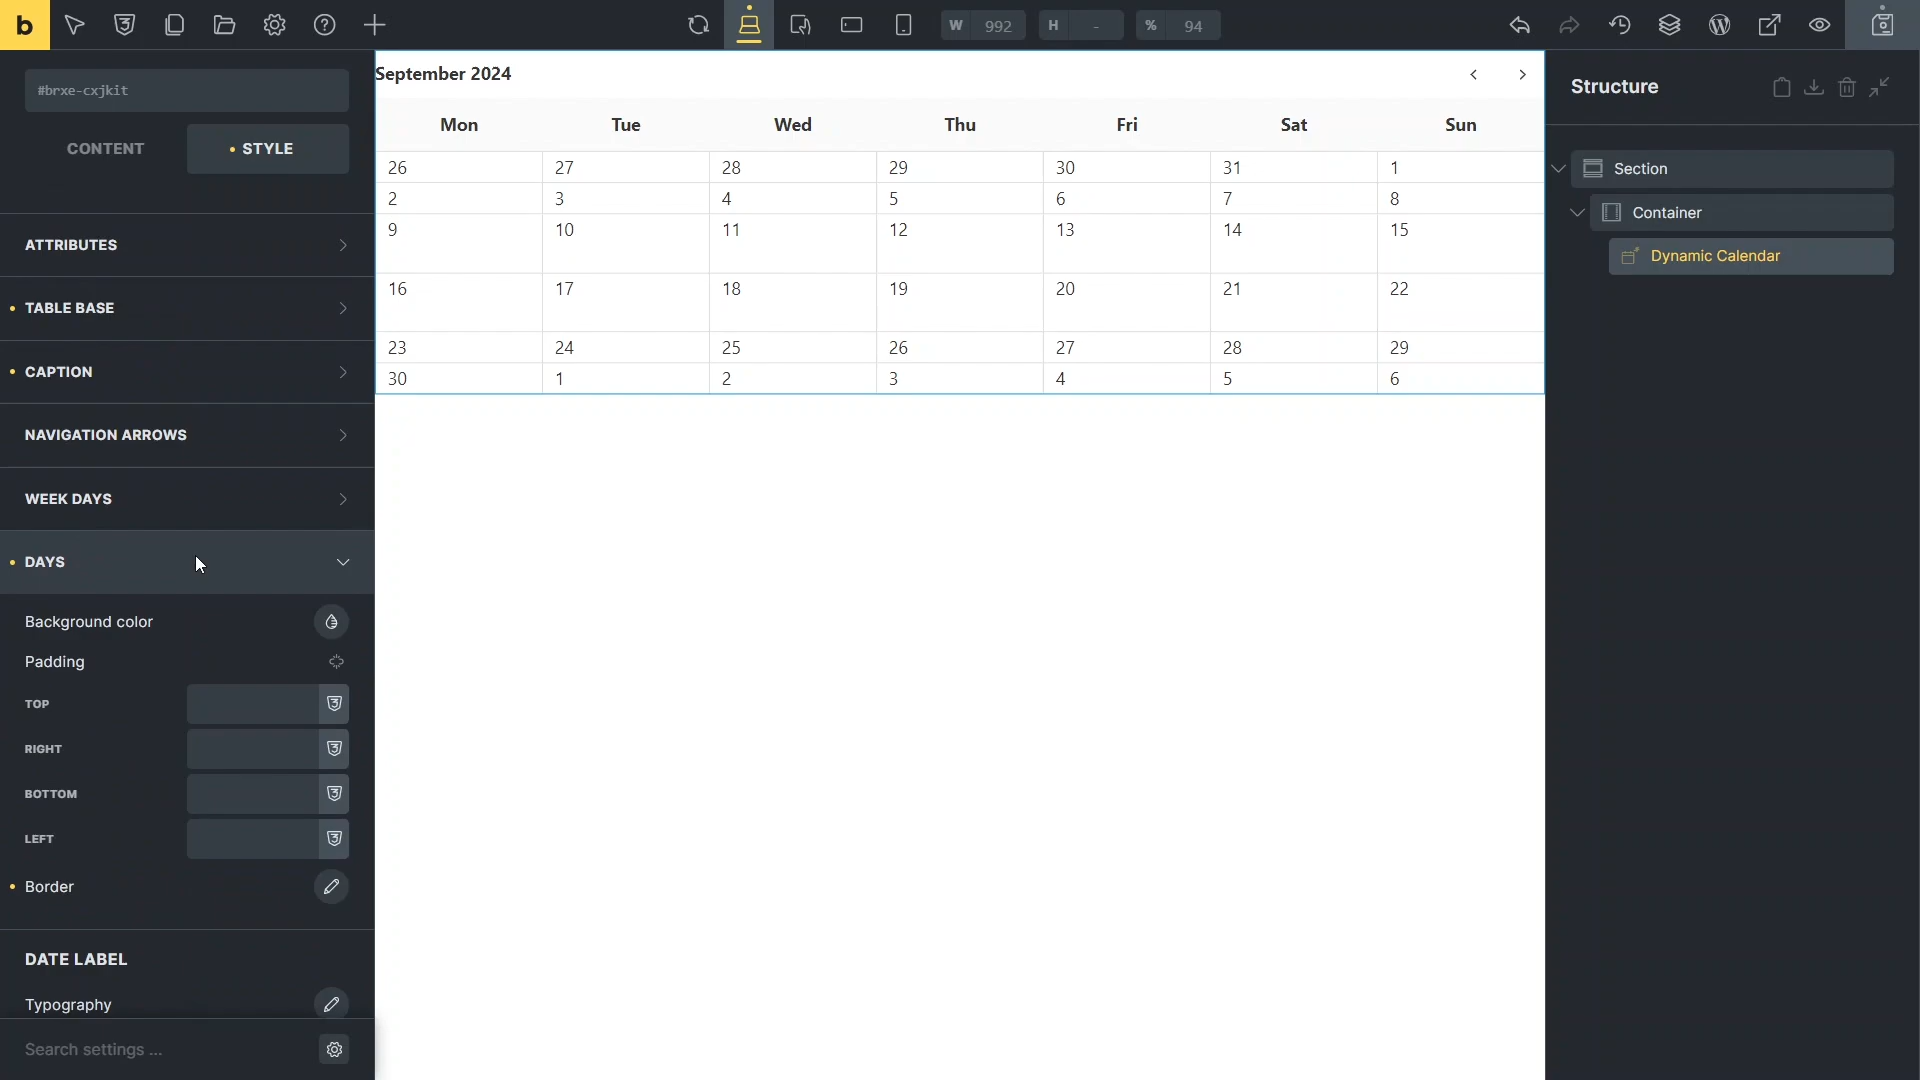 b
W 992 H - % 94
#brxe-cxjkit
CONTENT STYLE
ATTRIBUTES
TABLE BASE
CAPTION
NAVIGATION ARROWS
WEEK DAYS
DAYS
Background color
Padding
TOP
RIGHT
BOTTOM
LEFT
Border
DATE LABEL
Typography
Search settings ...
September 2024
Mon Tue Wed Thu Fri Sat Sun
26 27 28 29 30 31 1
2 3 4 5 6 7 8
9 10 11 12 13 14 15
16 17 18 19 20 21 22
23 24 25 26 27 28 29
30 1 2 3 4 5 6
Structure
Section
Container
Dynamic Calendar